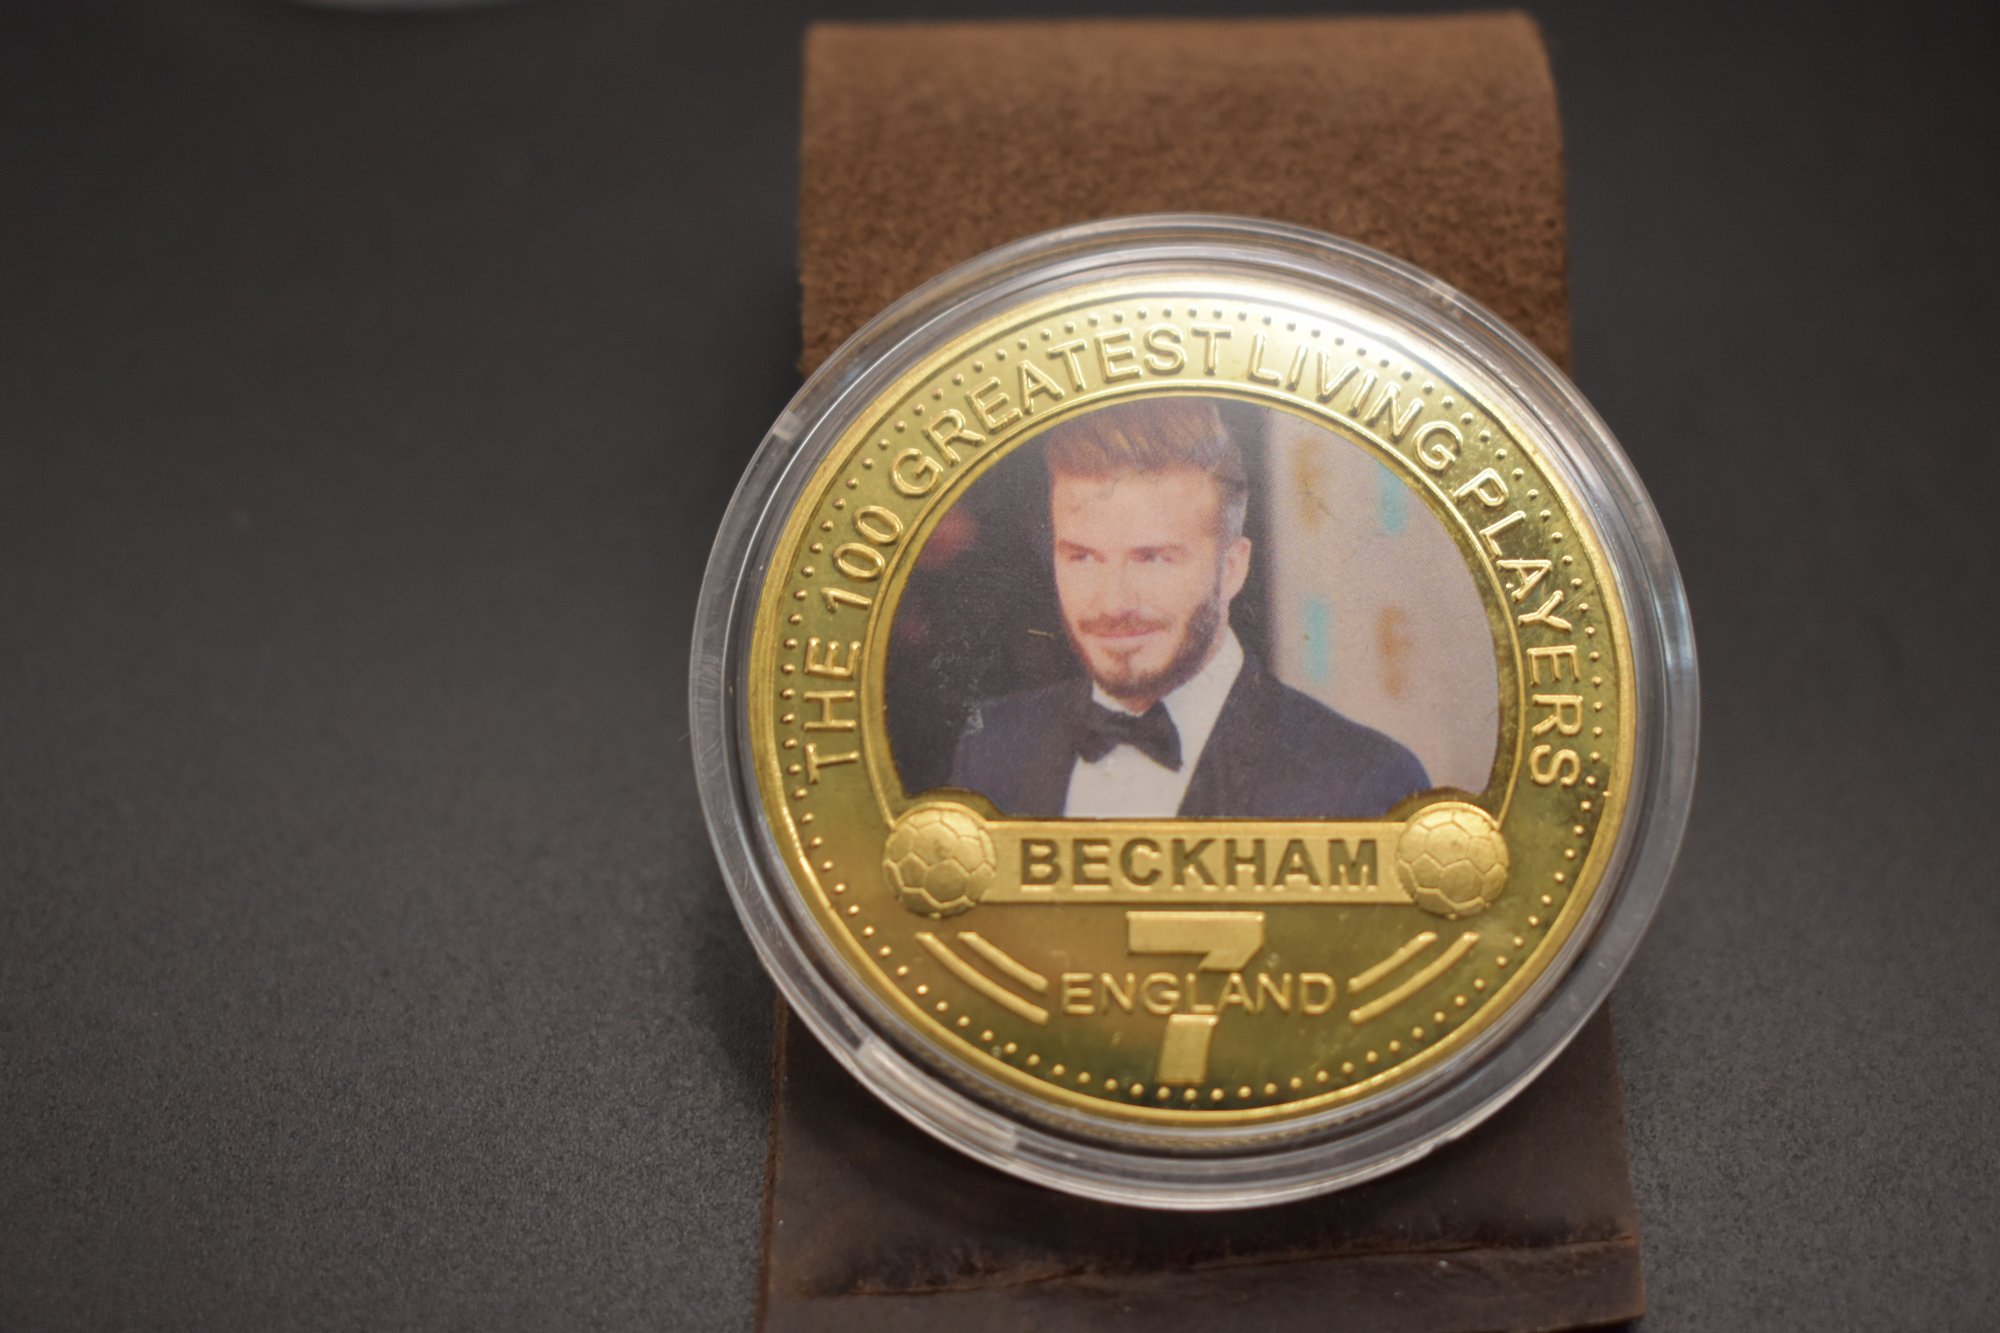 THE 100 GREATEST LIVING PLAYERS
BECKHAM
7
ENGLAND